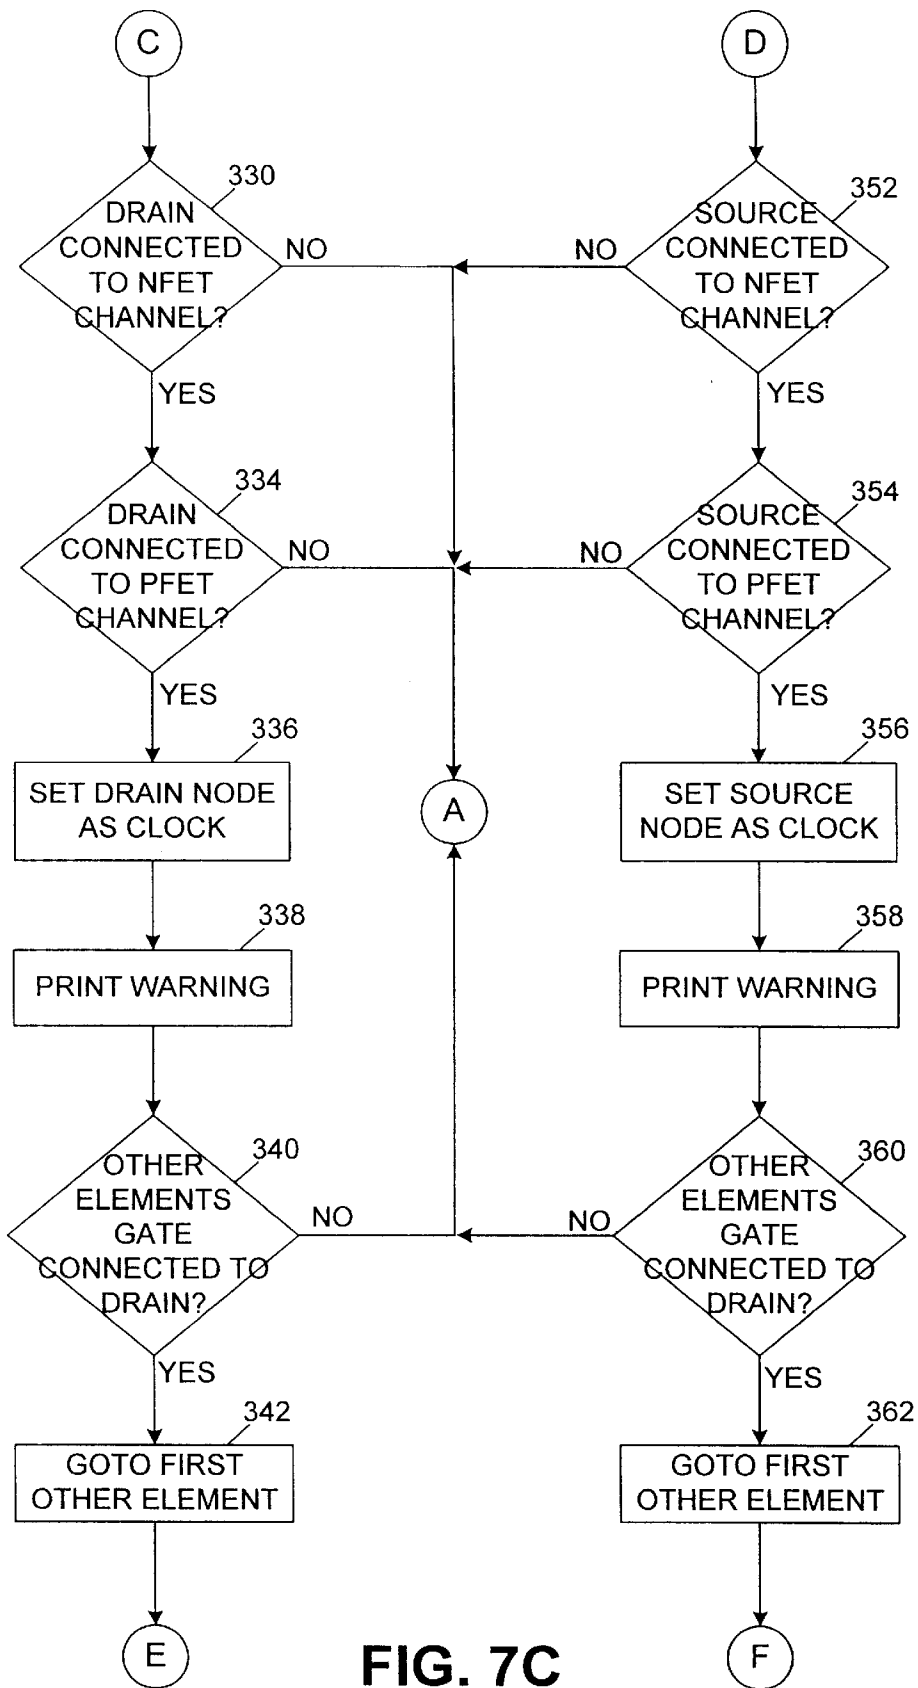 C
D
330
DRAIN
CONNECTED
TO NFET
CHANNEL?
NO
YES
352
SOURCE
CONNECTED
TO NFET
CHANNEL?
NO
YES
334
DRAIN
CONNECTED
TO PFET
CHANNEL?
NO
YES
354
SOURCE
CONNECTED
TO PFET
CHANNEL?
NO
YES
336
SET DRAIN NODE
AS CLOCK
A
356
SET SOURCE
NODE AS CLOCK
338
PRINT WARNING
358
PRINT WARNING
340
OTHER
ELEMENTS
GATE
CONNECTED TO
DRAIN?
NO
YES
360
OTHER
ELEMENTS
GATE
CONNECTED TO
DRAIN?
NO
YES
342
GOTO FIRST
OTHER ELEMENT
362
GOTO FIRST
OTHER ELEMENT
E
F
FIG. 7C